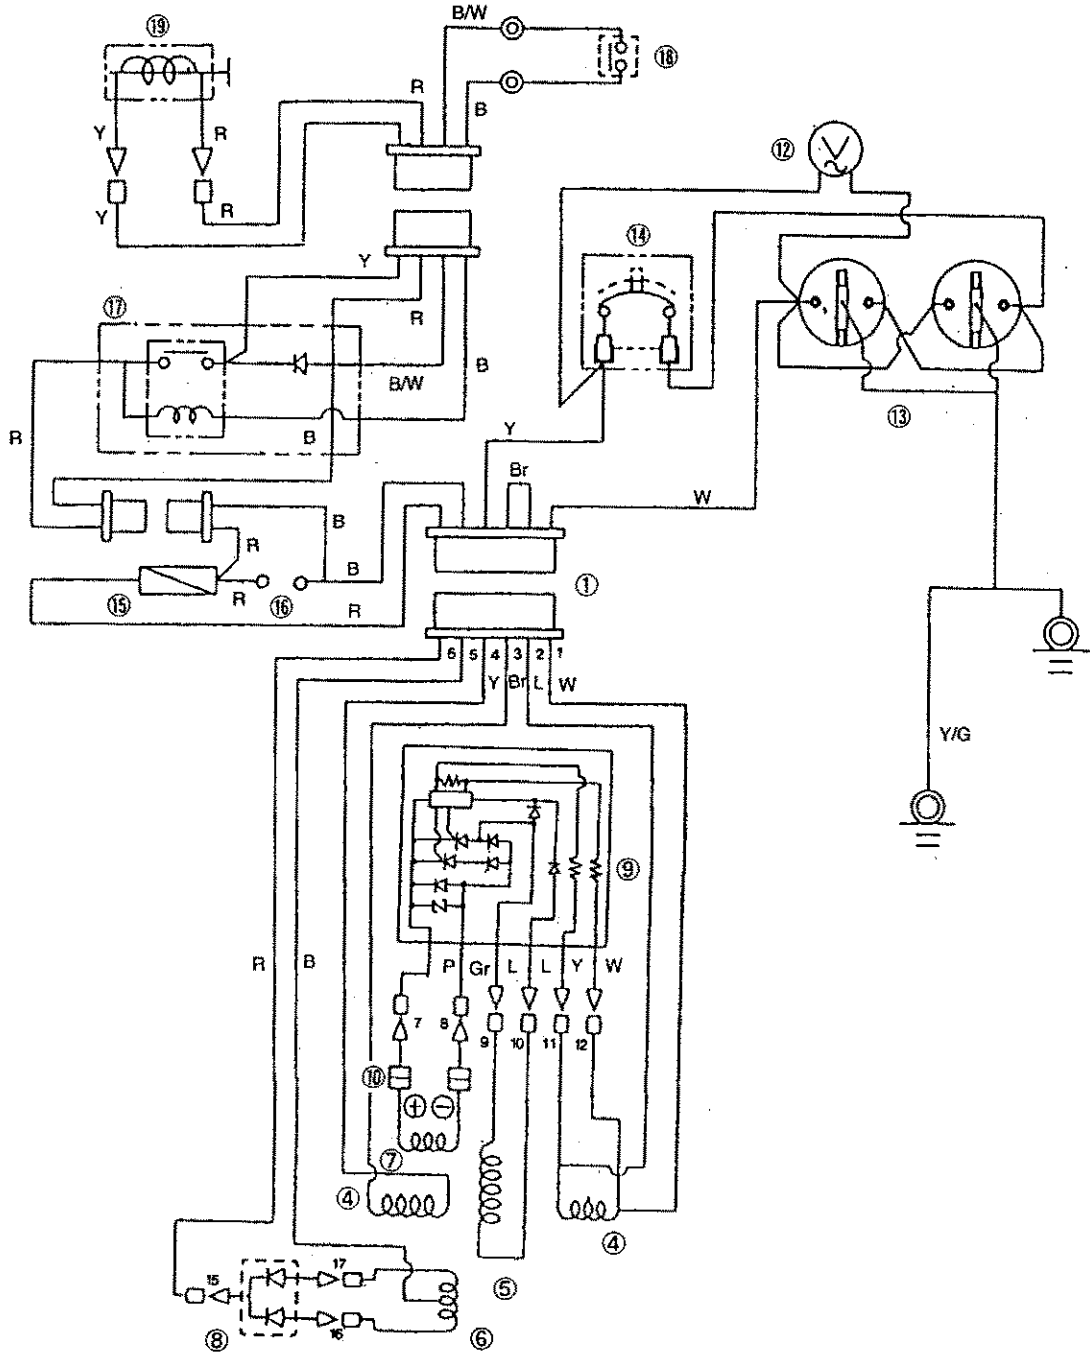 B/W
⑲
⑱
R
B
Y R
⑫
V
Y R
⑭
Y
R
⑰
B/W
B
⑬
R
B
Y
Br
W
B
R
B
⑮ R ⑯
R
①
6 5 4 3 2 1
Y Br L W
Y/G
⑨
R B
P Gr L L Y W
7 8 9 10 11 12
⑩
+ −
⑦
④
④
⑤
17
15
16
⑧
⑥